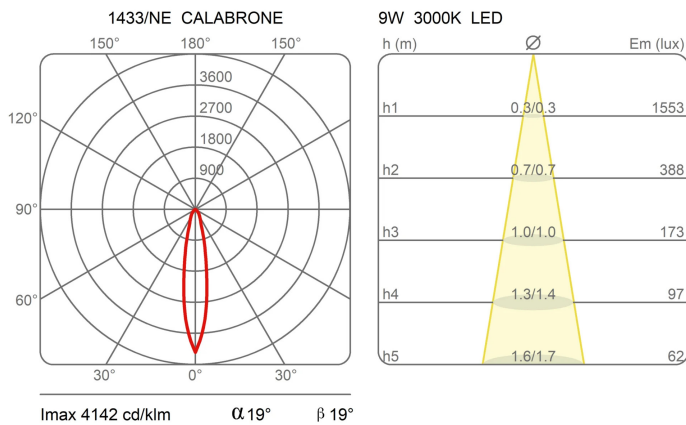 1433/NE CALABRONE
150° 180° 150°
3600
2700
1800
900
120°
90°
60°
30° 0° 30°
Imax 4142 cd/klm α 19° β 19°
9W 3000K LED
h (m) Ø Em (lux)
h1 0.3/0.3 1553
h2 0.7/0.7 388
h3 1.0/1.0 173
h4 1.3/1.4 97
h5 1.6/1.7 62